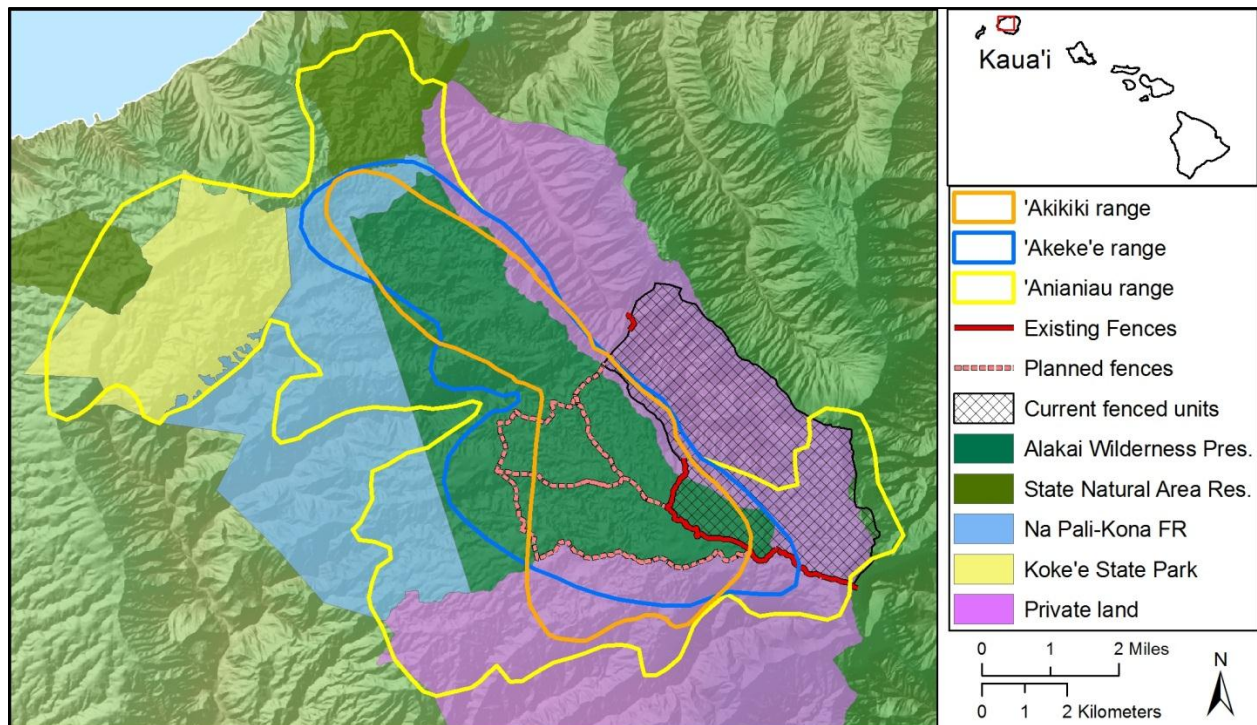 Kaua'i
'Akikiki range
'Akeke'e range
'Anianiau range
Existing Fences
Planned fences
Current fenced units
Alakai Wilderness Pres.
State Natural Area Res.
Na Pali-Kona FR
Koke'e State Park
Private land
0 1 2 Miles
0 1 2 Kilometers
N